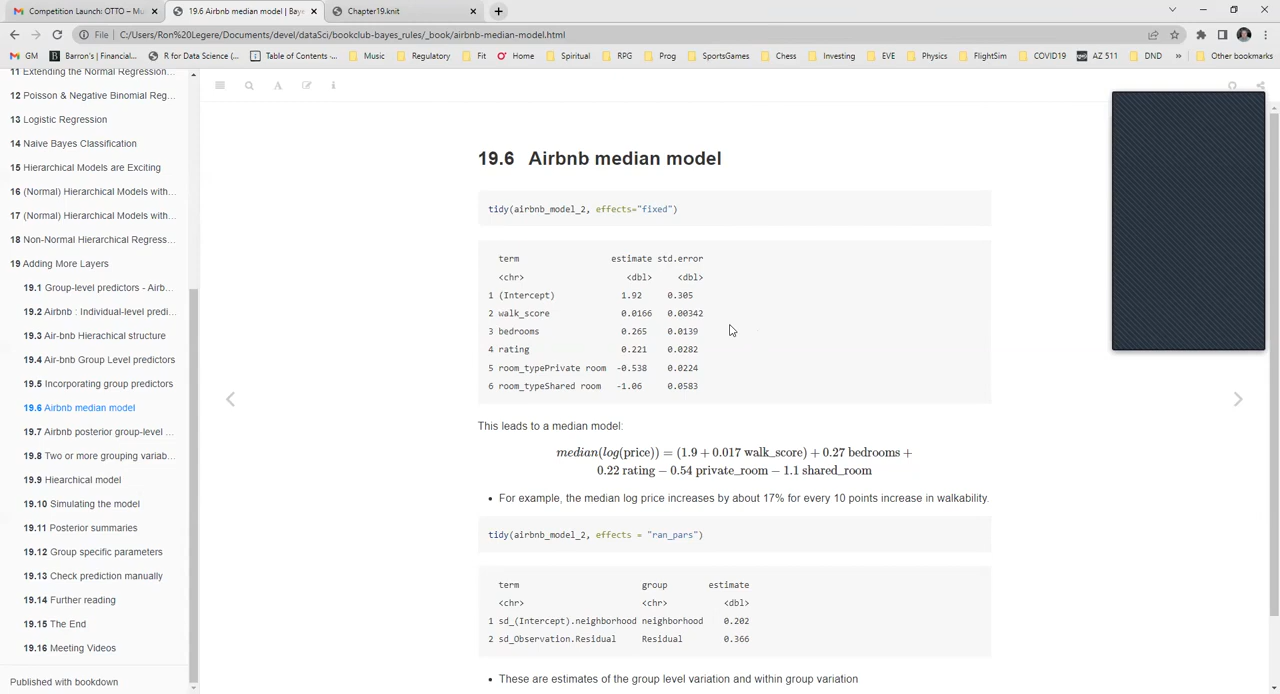 Competition Launch: OTTO – Mu
19.6 Airbnb median model | Baye
Chapter19.knit
File
C:/Users/Ron%20Legere/Documents/devel/dataSci/bookclub-bayes_rules/_book/airbnb-median-model.html
GM
Barron's | Financial...
R for Data Science (...
Table of Contents -...
Music
Regulatory
Fit
Home
Spiritual
RPG
Prog
SportsGames
Chess
Investing
EVE
Physics
FlightSim
COVID19
AZ 511
DND
»
Other bookmarks
11 Extending the Normal Regression...
12 Poisson & Negative Binomial Reg...
13 Logistic Regression
14 Naive Bayes Classification
15 Hierarchical Models are Exciting
16 (Normal) Hierarchical Models with...
17 (Normal) Hierarchical Models with...
18 Non-Normal Hierarchical Regress...
19 Adding More Layers
19.1 Group-level predictors - Airb...
19.2 Airbnb : Individual-level predi...
19.3 Air-bnb Hierachical structure
19.4 Air-bnb Group Level predictors
19.5 Incorporating group predictors
19.6 Airbnb median model
19.7 Airbnb posterior group-level ...
19.8 Two or more grouping variab...
19.9 Hiearchical model
19.10 Simulating the model
19.11 Posterior summaries
19.12 Group specific parameters
19.13 Check prediction manually
19.14 Further reading
19.15 The End
19.16 Meeting Videos
Published with bookdown
19.6 Airbnb median model
tidy(airbnb_model_2, effects="fixed")
term estimate std.error
<chr> <dbl> <dbl>
1 (Intercept) 1.92 0.305
2 walk_score 0.0166 0.00342
3 bedrooms 0.265 0.0139
4 rating 0.221 0.0282
5 room_typePrivate room -0.538 0.0224
6 room_typeShared room -1.06 0.0583
This leads to a median model:
median(log(price)) = (1.9 + 0.017 walk_score) + 0.27 bedrooms +
0.22 rating − 0.54 private_room − 1.1 shared_room
• For example, the median log price increases by about 17% for every 10 points increase in walkability.
tidy(airbnb_model_2, effects = "ran_pars")
term group estimate
<chr> <chr> <dbl>
1 sd_(Intercept).neighborhood neighborhood 0.202
2 sd_Observation.Residual Residual 0.366
• These are estimates of the group level variation and within group variation